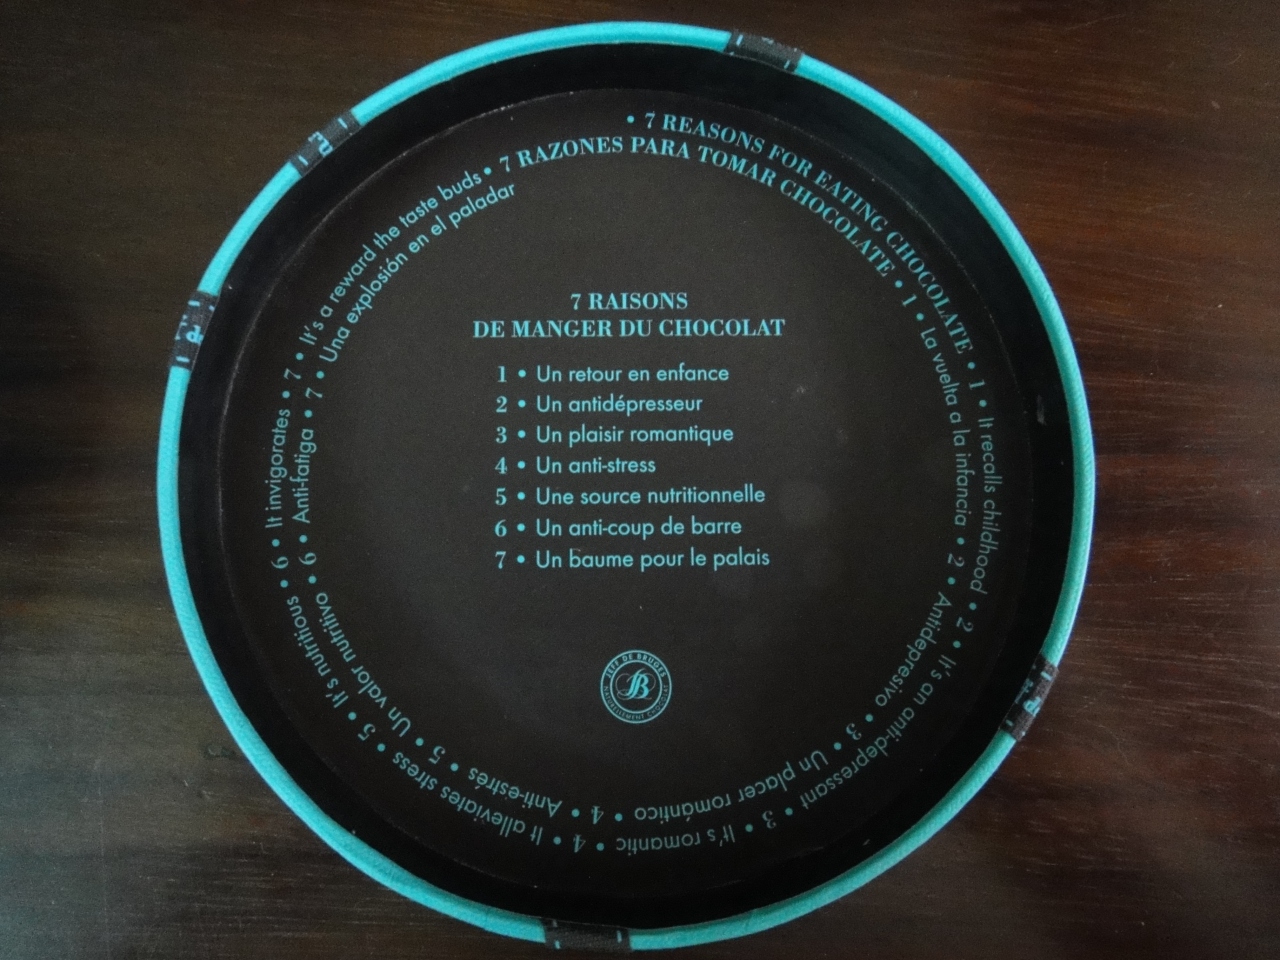 • 7 REASONS FOR EATING CHOCOLATE • 1 • It recalls childhood • 2 • It's an anti-depressant • 3 • It's romantic • 4 • It alleviates stress • 5 • It's nutritious • 6 • It invigorates • 7 • It's a reward the taste buds
• 7 RAZONES PARA TOMAR CHOCOLATE • 1 • La vuelta a la infancia • 2 • Antidepresivo • 3 • Un placer romántico • 4 • Anti-estrés • 5 • Un valor nutritivo • 6 • Anti-fatiga • 7 • Una explosión en el paladar
7 RAISONS
DE MANGER DU CHOCOLAT
1 • Un retour en enfance
2 • Un antidépresseur
3 • Un plaisir romantique
4 • Un anti-stress
5 • Une source nutritionnelle
6 • Un anti-coup de barre
7 • Un baume pour le palais
JEFF DE BRUGES
JB
NATURELLEMENT CHOCOLAT